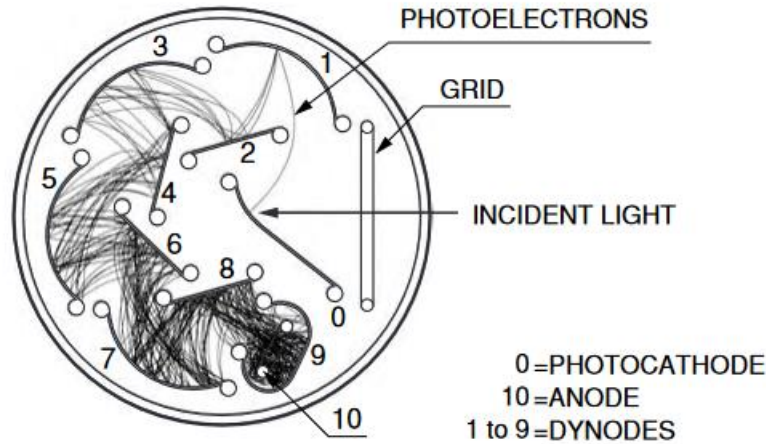 PHOTOELECTRONS
3
1
GRID
2
5
4
INCIDENT LIGHT
6
8
0
7
9
0=PHOTOCATHODE
10=ANODE
10
1 to 9=DYNODES